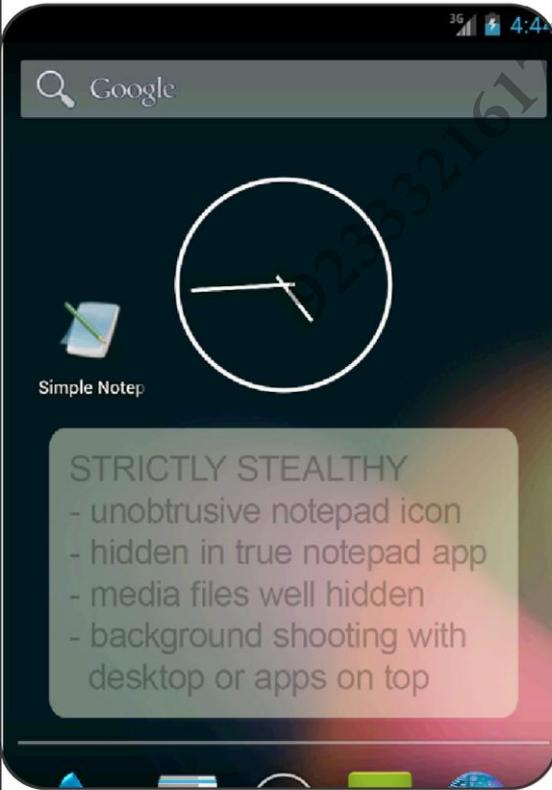 3G 4:44
Google
Simple Notep
STRICTLY STEALTHY
- unobtrusive notepad icon
- hidden in true notepad app
- media files well hidden
- background shooting with
desktop or apps on top